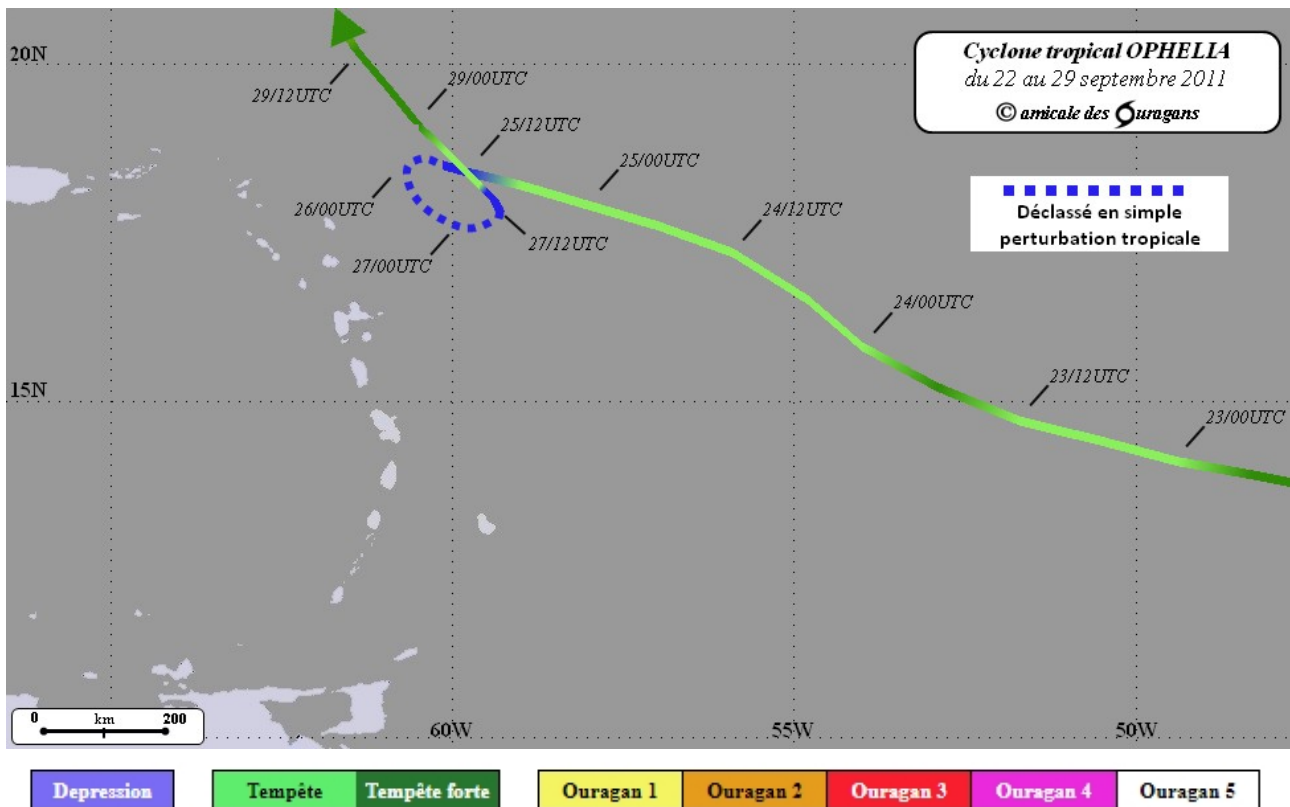 20N
Cyclone tropical OPHELIA
du 22 au 29 septembre 2011
© amicale des Ouragans
29/12UTC
29/00UTC
25/12UTC
25/00UTC
26/00UTC
24/12UTC
27/00UTC
27/12UTC
Déclassé en simple
perturbation tropicale
24/00UTC
15N
23/12UTC
23/00UTC
0 km 200
60W
55W
50W
Depression
Tempête
Tempête forte
Ouragan 1
Ouragan 2
Ouragan 3
Ouragan 4
Ouragan 5